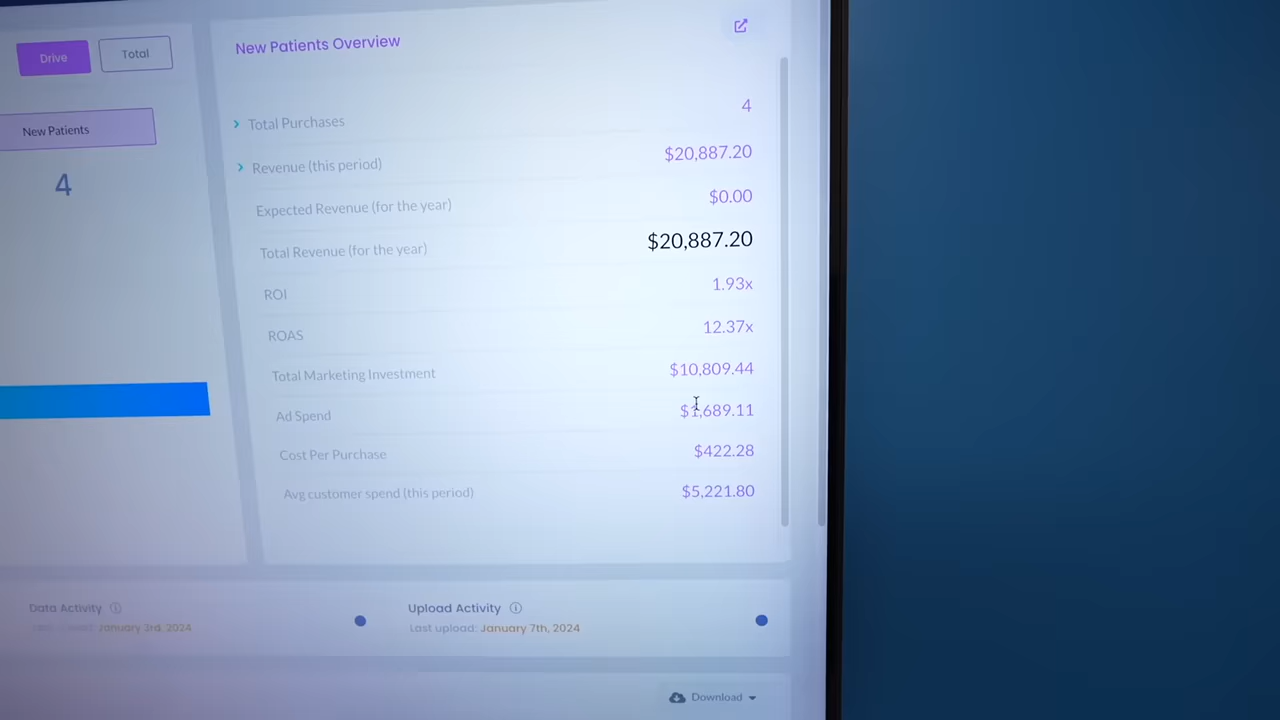 Drive
Total
New Patients
4
New Patients Overview
Total Purchases 4
Revenue (this period) $20,887.20
Expected Revenue (for the year) $0.00
Total Revenue (for the year) $20,887.20
ROI 1.93x
ROAS 12.37x
Total Marketing Investment $10,809.44
Ad Spend $1,689.11
Cost Per Purchase $422.28
Avg customer spend (this period) $5,221.80
Data Activity
January 3rd, 2024
Upload Activity
Last upload: January 7th, 2024
Download